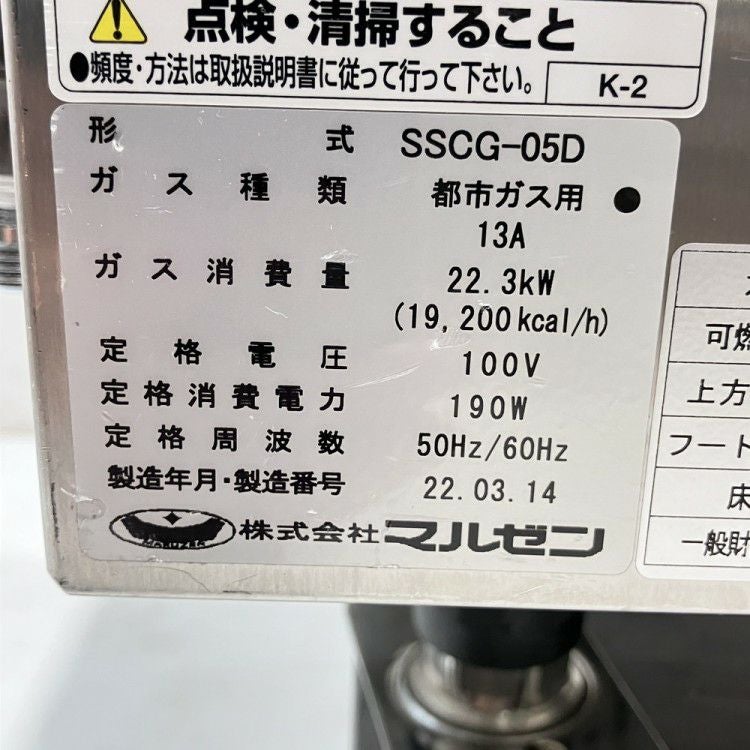 点検・清掃すること
●頻度・方法は取扱説明書に従って行って下さい。
K-2
形式 SSCG-05D
ガス種類 都市ガス用
13A
ガス消費量 22.3kW
(19,200kcal/h)
定格電圧 100V
定格消費電力 190W
定格周波数 50Hz/60Hz
製造年月・製造番号 22.03.14
株式会社マルゼン
可燃
上方
フード
床
一般財